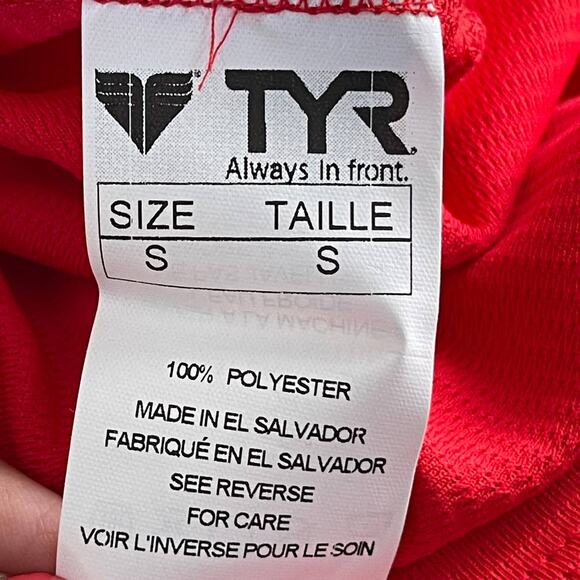 TYR
Always in front.
SIZE TAILLE
S S
100% POLYESTER
MADE IN EL SALVADOR
FABRIQUÉ EN EL SALVADOR
SEE REVERSE
FOR CARE
VOIR L'INVERSE POUR LE SOIN